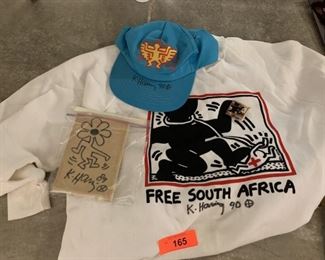 K. Haring 90
K. Haring 89
FREE SOUTH AFRICA
K. Haring 90
165